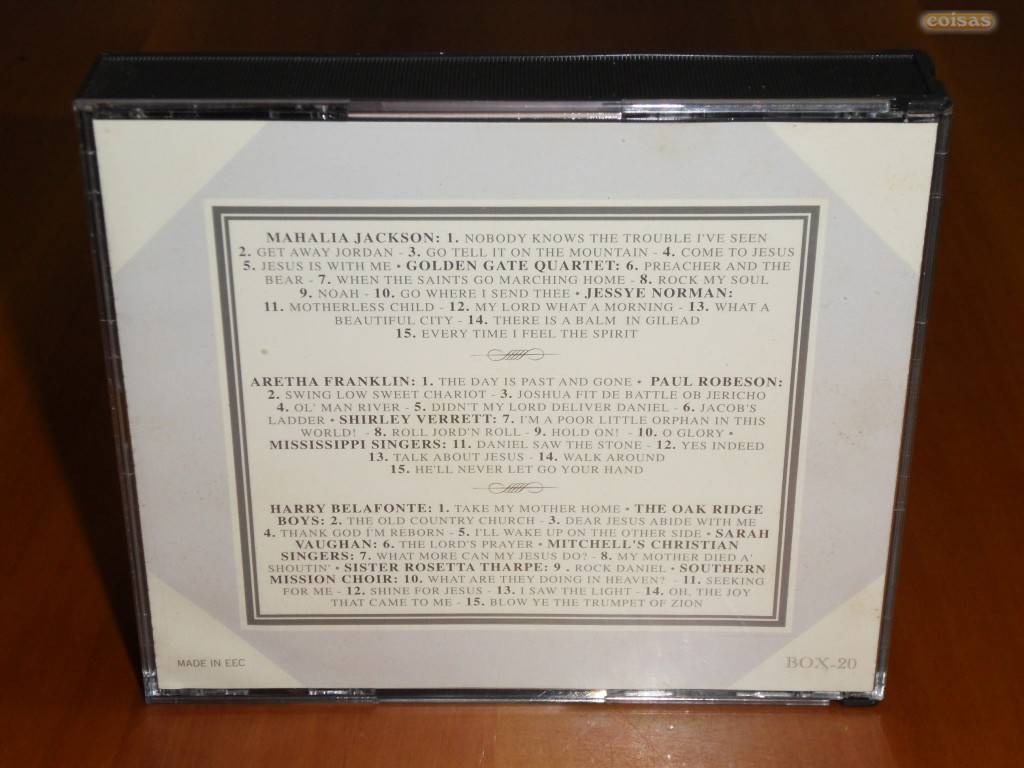 coisas
MAHALIA JACKSON: 1. NOBODY KNOWS THE TROUBLE I'VE SEEN
2. GET AWAY JORDAN - 3. GO TELL IT ON THE MOUNTAIN - 4. COME TO JESUS
5. JESUS IS WITH ME • GOLDEN GATE QUARTET: 6. PREACHER AND THE
BEAR - 7. WHEN THE SAINTS GO MARCHING HOME - 8. ROCK MY SOUL
9. NOAH - 10. GO WHERE I SEND THEE • JESSYE NORMAN:
11. MOTHERLESS CHILD - 12. MY LORD WHAT A MORNING - 13. WHAT A
BEAUTIFUL CITY - 14. THERE IS A BALM IN GILEAD
15. EVERY TIME I FEEL THE SPIRIT
ARETHA FRANKLIN: 1. THE DAY IS PAST AND GONE • PAUL ROBESON:
2. SWING LOW SWEET CHARIOT - 3. JOSHUA FIT DE BATTLE OB JERICHO
4. OL' MAN RIVER - 5. DIDN'T MY LORD DELIVER DANIEL - 6. JACOB'S
LADDER • SHIRLEY VERRETT: 7. I'M A POOR LITTLE ORPHAN IN THIS
WORLD! - 8. ROLL JORD'N ROLL - 9. HOLD ON! - 10. O GLORY •
MISSISSIPPI SINGERS: 11. DANIEL SAW THE STONE - 12. YES INDEED
13. TALK ABOUT JESUS - 14. WALK AROUND
15. HE'LL NEVER LET GO YOUR HAND
HARRY BELAFONTE: 1. TAKE MY MOTHER HOME • THE OAK RIDGE
BOYS: 2. THE OLD COUNTRY CHURCH - 3. DEAR JESUS ABIDE WITH ME
4. THANK GOD I'M REBORN - 5. I'LL WAKE UP ON THE OTHER SIDE • SARAH
VAUGHAN: 6. THE LORD'S PRAYER • MITCHELL'S CHRISTIAN
SINGERS: 7. WHAT MORE CAN MY JESUS DO? - 8. MY MOTHER DIED A'
SHOUTIN' • SISTER ROSETTA THARPE: 9 . ROCK DANIEL • SOUTHERN
MISSION CHOIR: 10. WHAT ARE THEY DOING IN HEAVEN? - 11. SEEKING
FOR ME - 12. SHINE FOR JESUS - 13. I SAW THE LIGHT - 14. OH, THE JOY
THAT CAME TO ME - 15. BLOW YE THE TRUMPET OF ZION
MADE IN EEC
BOX-20